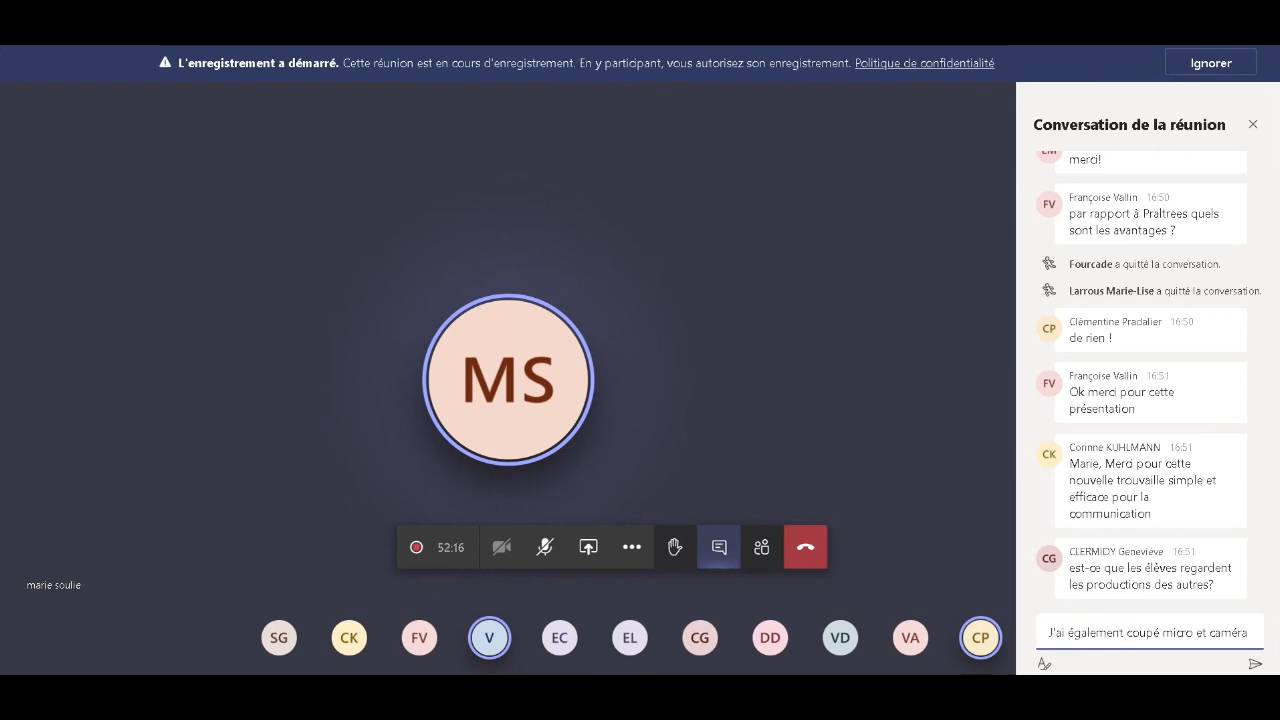 L'enregistrement a démarré. Cette réunion est en cours d'enregistrement. En y participant, vous autorisez son enregistrement. Politique de confidentialité
Ignorer
MS
52:16
marie soulie
SG CK FV V EC EL CG DD VD VA CP
Conversation de la réunion
merci!
FV
Françoise Vallin 16:50
par rapport à Praltrees quels
sont les avantages ?
Fourcade a quitté la conversation.
Larrous Marie-Lise a quitté la conversation.
CP
Clémentine Pradalier 16:50
de rien !
FV
Françoise Vallin 16:51
Ok merci pour cette
présentation
CK
Corinne KUHLMANN 16:51
Marie, Merci pour cette
nouvelle trouvaille simple et
efficace pour la
communication
CG
CLERMIDY Geneviève 16:51
est-ce que les élèves regardent
les productions des autres?
J'ai également coupé micro et caméra